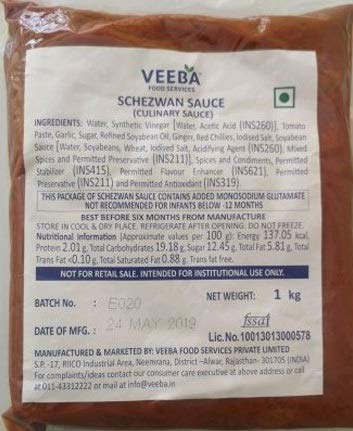 VEEBA
FOOD SERVICES
SCHEZWAN SAUCE
(CULINARY SAUCE)
INGREDIENTS: Water, Synthetic Vinegar [Water, Acetic Acid (INS260)], Tomato
Paste, Garlic, Sugar, Refined Soyabean Oil, Ginger, Red Chillies, Iodised Salt, Soyabean
Sauce [Water, Soyabeans, Wheat, Iodised Salt, Acidifying Agent (INS260), Mixed
Spices and Permitted Preservative (INS211)], Spices and Condiments, Permitted
Stabilizer (INS415), Permitted Flavour Enhancer (INS621), Permitted
Preservative (INS211) and Permitted Antioxidant (INS319).
THIS PACKAGE OF SCHEZWAN SAUCE CONTAINS ADDED MONOSODIUM GLUTAMATE
NOT RECOMMENDED FOR INFANTS BELOW -12 MONTHS
BEST BEFORE SIX MONTHS FROM MANUFACTURE
STORE IN COOL & DRY PLACE. REFRIGERATE AFTER OPENING. DO NOT FREEZE.
Nutritional Information (Approximate values per 100 g): Energy 137.05 kcal,
Protein 2.01 g, Total Carbohydrates 19.18 g, Sugar 12.45 g, Total Fat 5.81 g, Total
Trans Fat <0.10 g, Total Saturated Fat 0.88 g. Trans fat free.
NOT FOR RETAIL SALE. INTENDED FOR INSTITUTIONAL USE ONLY.
BATCH No. : E020
NET WEIGHT: 1 kg
DATE OF MFG. : 24 MAY 2019
fssai
Lic.No.10013013000578
MANUFACTURED & MARKETED BY: VEEBA FOOD SERVICES PRIVATE LIMITED
S.P. -17, RIICO Industrial Area, Neemrana, District -Alwar, Rajasthan- 301705 (INDIA)
For complaints/ideas contact our consumer care executive at above address or call
at 011-43312222 or mail at info@veeba.in